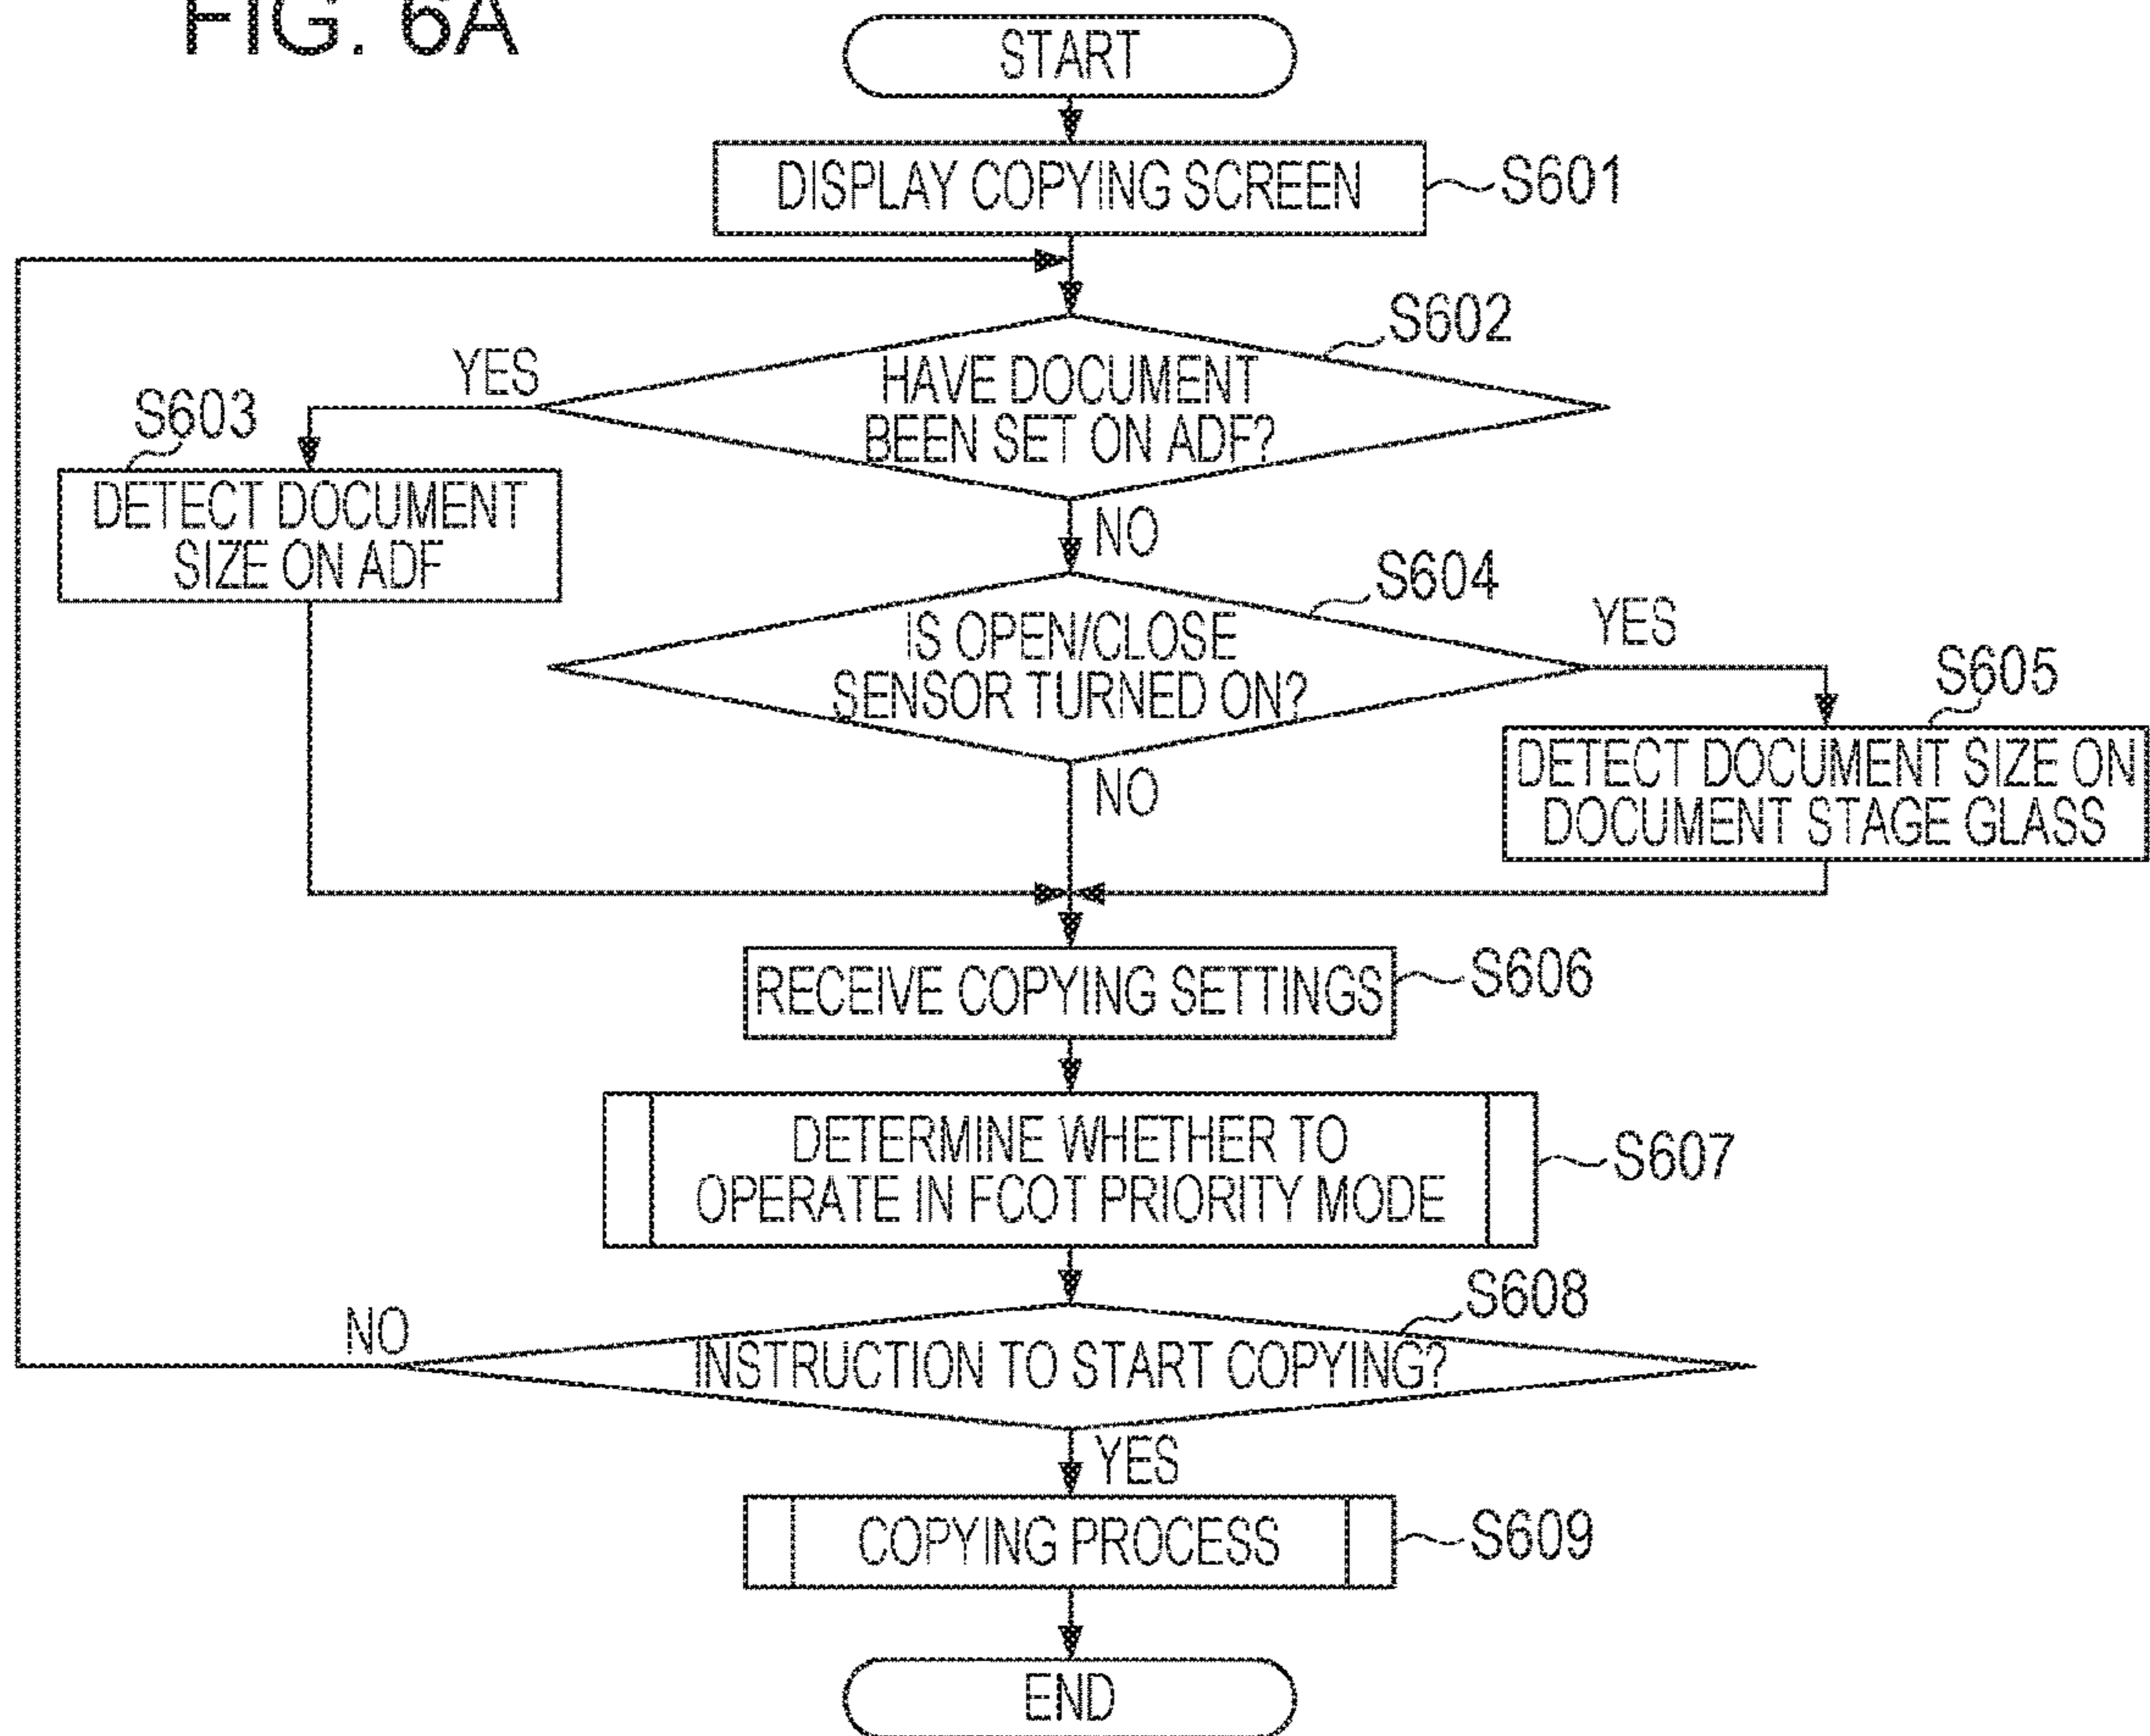 FIG. 6A
START
DISPLAY COPYING SCREEN
S601
S602
YES
HAVE DOCUMENT
BEEN SET ON ADF?
S603
DETECT DOCUMENT
SIZE ON ADF
NO
S604
IS OPEN/CLOSE
SENSOR TURNED ON?
YES
S605
DETECT DOCUMENT SIZE ON
DOCUMENT STAGE GLASS
NO
RECEIVE COPYING SETTINGS
S606
DETERMINE WHETHER TO
OPERATE IN FCOT PRIORITY MODE
S607
S608
NO
INSTRUCTION TO START COPYING?
YES
COPYING PROCESS
S609
END